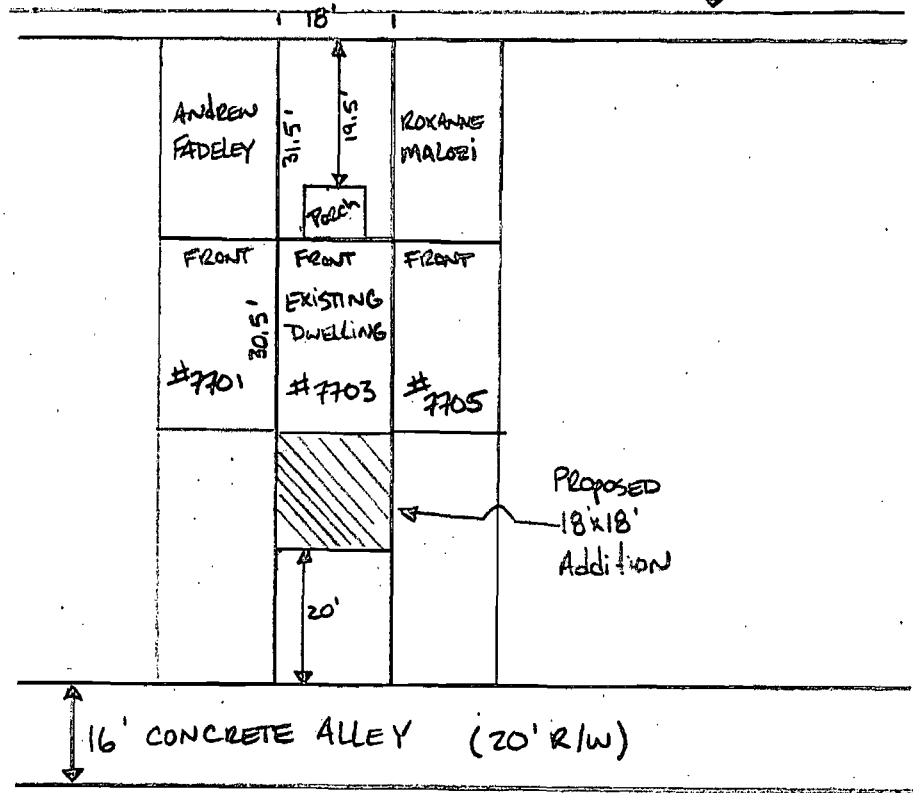 18'
ANDREW
FADELEY
31.5'
19.5'
ROXANNE
MALOZI
Porch
FRONT
FRONT
FRONT
30.5'
EXISTING
DWELLING
#7701
#7703
#7705
PROPOSED
18'x18'
Addition
20'
16' CONCRETE ALLEY (20' R/W)